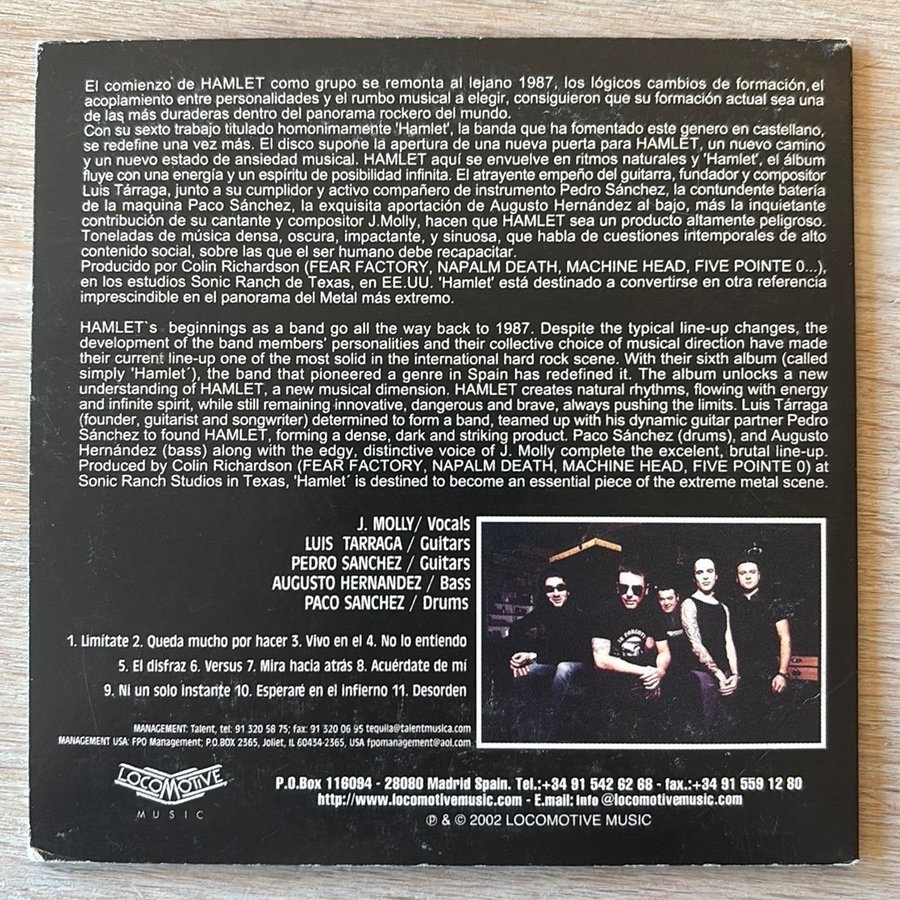 El comienzo de HAMLET como grupo se remonta al lejano 1987, los lógicos cambios de formación,el
acoplamiento entre personalidades y el rumbo musical a elegir, consiguieron que su formación actual sea una
de las más duraderas dentro del panorama rockero del mundo.
Con su sexto trabajo titulado homonimamente 'Hamlet', la banda que ha fomentado este genero en castellano,
se redefine una vez más. El disco supone la apertura de una nueva puerta para HAMLET, un nuevo camino
y un nuevo estado de ansiedad musical. HAMLET aquí se envuelve en ritmos naturales y 'Hamlet', el álbum
fluye con una energía y un espíritu de posibilidad infinita. El atrayente empeño del guitarra, fundador y compositor
Luis Tárraga, junto a su cumplidor y activo compañero de instrumento Pedro Sánchez, la contundente batería
de la maquina Paco Sánchez, la exquisita aportación de Augusto Hernández al bajo, más la inquietante
contribución de su cantante y compositor J.Molly, hacen que HAMLET sea un producto altamente peligroso.
Toneladas de música densa, oscura, impactante, y sinuosa, que habla de cuestiones intemporales de alto
contenido social, sobre las que el ser humano debe recapacitar.
Producido por Colin Richardson (FEAR FACTORY, NAPALM DEATH, MACHINE HEAD, FIVE POINTE 0...),
en los estudios Sonic Ranch de Texas, en EE.UU. 'Hamlet' está destinado a convertirse en otra referencia
imprescindible en el panorama del Metal más extremo.
HAMLET`s beginnings as a band go all the way back to 1987. Despite the typical line-up changes, the
development of the band members' personalities and their collective choice of musical direction have made
their current line-up one of the most solid in the international hard rock scene. With their sixth album (called
simply 'Hamlet´), the band that pioneered a genre in Spain has redefined it. The album unlocks a new
understanding of HAMLET, a new musical dimension. HAMLET creates natural rhythms, flowing with energy
and infinite spirit, while still remaining innovative, dangerous and brave, always pushing the limits. Luis Tárraga
(founder, guitarist and songwriter) determined to form a band, teamed up with his dynamic guitar partner Pedro
Sánchez to found HAMLET, forming a dense, dark and striking product. Paco Sánchez (drums), and Augusto
Hernández (bass) along with the edgy, distinctive voice of J. Molly complete the excelent, brutal line-up.
Produced by Colin Richardson (FEAR FACTORY, NAPALM DEATH, MACHINE HEAD, FIVE POINTE 0) at
Sonic Ranch Studios in Texas, 'Hamlet´ is destined to become an essential piece of the extreme metal scene.
J. MOLLY/ Vocals
LUIS TARRAGA / Guitars
PEDRO SANCHEZ / Guitars
AUGUSTO HERNANDEZ / Bass
PACO SANCHEZ / Drums
1. Limítate 2. Queda mucho por hacer 3. Vivo en el 4. No lo entiendo
5. El disfraz 6. Versus 7. Mira hacia atrás 8. Acuérdate de mí
9. Ni un solo instante 10. Esperaré en el infierno 11. Desorden
MANAGEMENT: Talent, tel: 91 320 58 75; fax: 91 320 06 95 tequila@talentmusica.com
MANAGEMENT USA: FPO Management; P.O.BOX 2365, Joliet, IL 60434-2365, USA fpomanagement@aol.com
LOCOMOTIVE
MUSIC
P.O.Box 116094 - 28080 Madrid Spain. Tel.:+34 91 542 62 68 - fax.:+34 91 559 12 80
http://www.locomotivemusic.com - E.mail: Info @locomotivemusic.com
℗ & © 2002 LOCOMOTIVE MUSIC